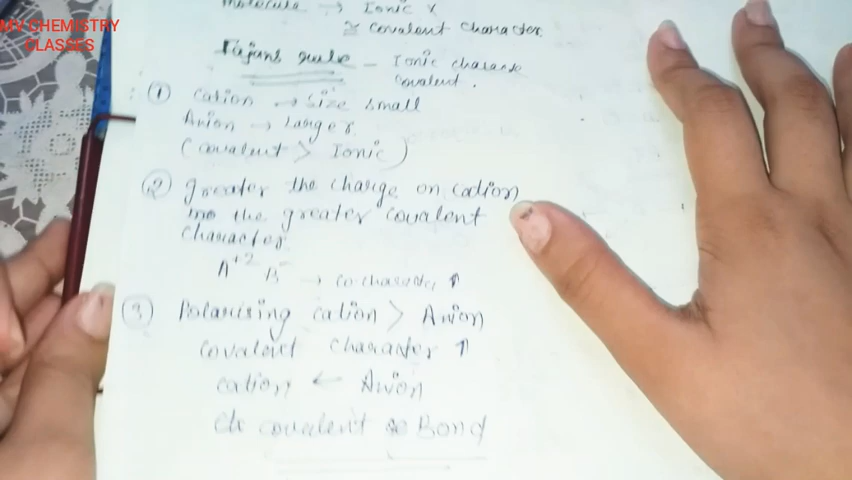 MV CHEMISTRY
CLASSES
molecule → Ionic x
≅ covalent character
Fajans rule – Ionic characte
covalent.
① cation → size small
Anion → Larger
(covalent > Ionic)
② greater the charge on cation
the greater covalent
character
A+2 B- → co character ↑
③ Polarising cation > Anion
covalent character ↑
cation ← Anion
covalent Bond